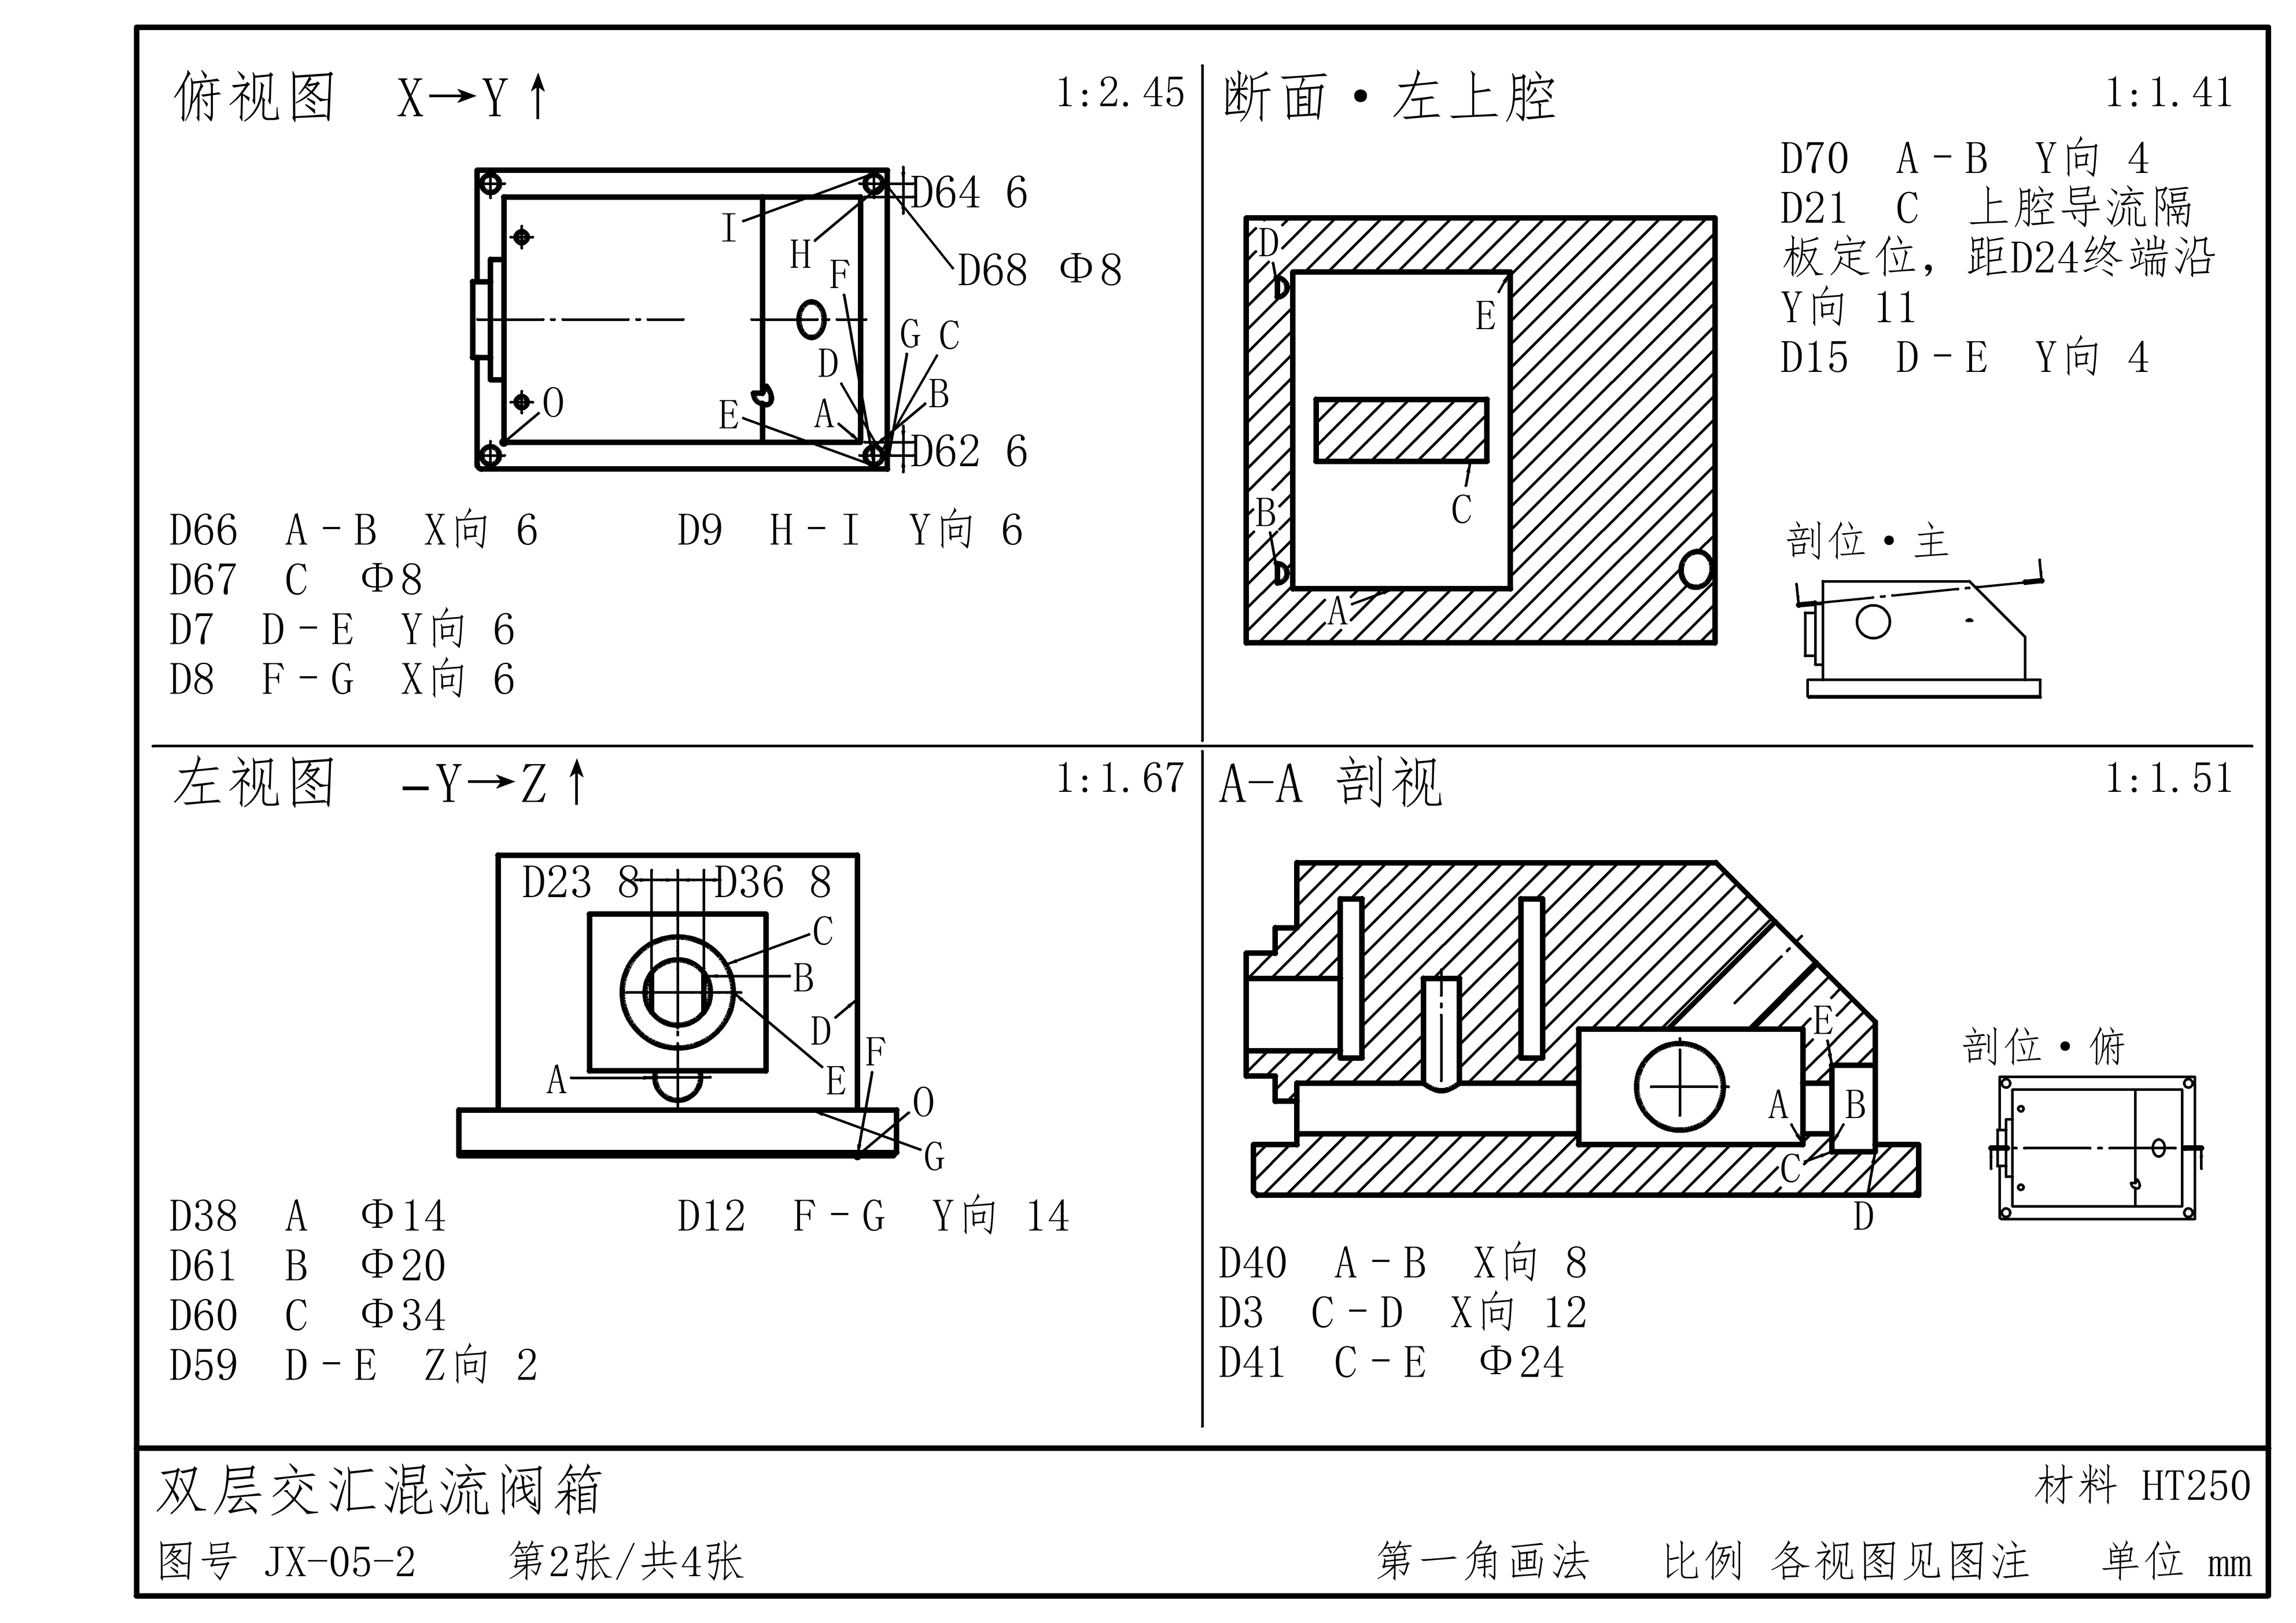 俯视图 X→Y↑ 1:2.45
I
H
F
D64 6
D68 Φ8
G C
D
B
O
E
A
D62 6
D66 A-B X向 6
D67 C Φ8
D7 D-E Y向 6
D8 F-G X向 6
D9 H-I Y向 6
断面·左上腔 1:1.41
D
E
B
C
A
D70 A-B Y向 4
D21 C 上腔导流隔
板定位，距D24终端沿
Y向 11
D15 D-E Y向 4
剖位·主
左视图 -Y→Z↑ 1:1.67
D23 8 D36 8
C
B
D
F
A
E
O
G
D38 A Φ14
D61 B Φ20
D60 C Φ34
D59 D-E Z向 2
D12 F-G Y向 14
A-A 剖视 1:1.51
E
A B
C
D
剖位·俯
D40 A-B X向 8
D3 C-D X向 12
D41 C-E Φ24
双层交汇混流阀箱 材料 HT250
图号 JX-05-2 第2张/共4张 第一角画法 比例 各视图见图注 单位 mm